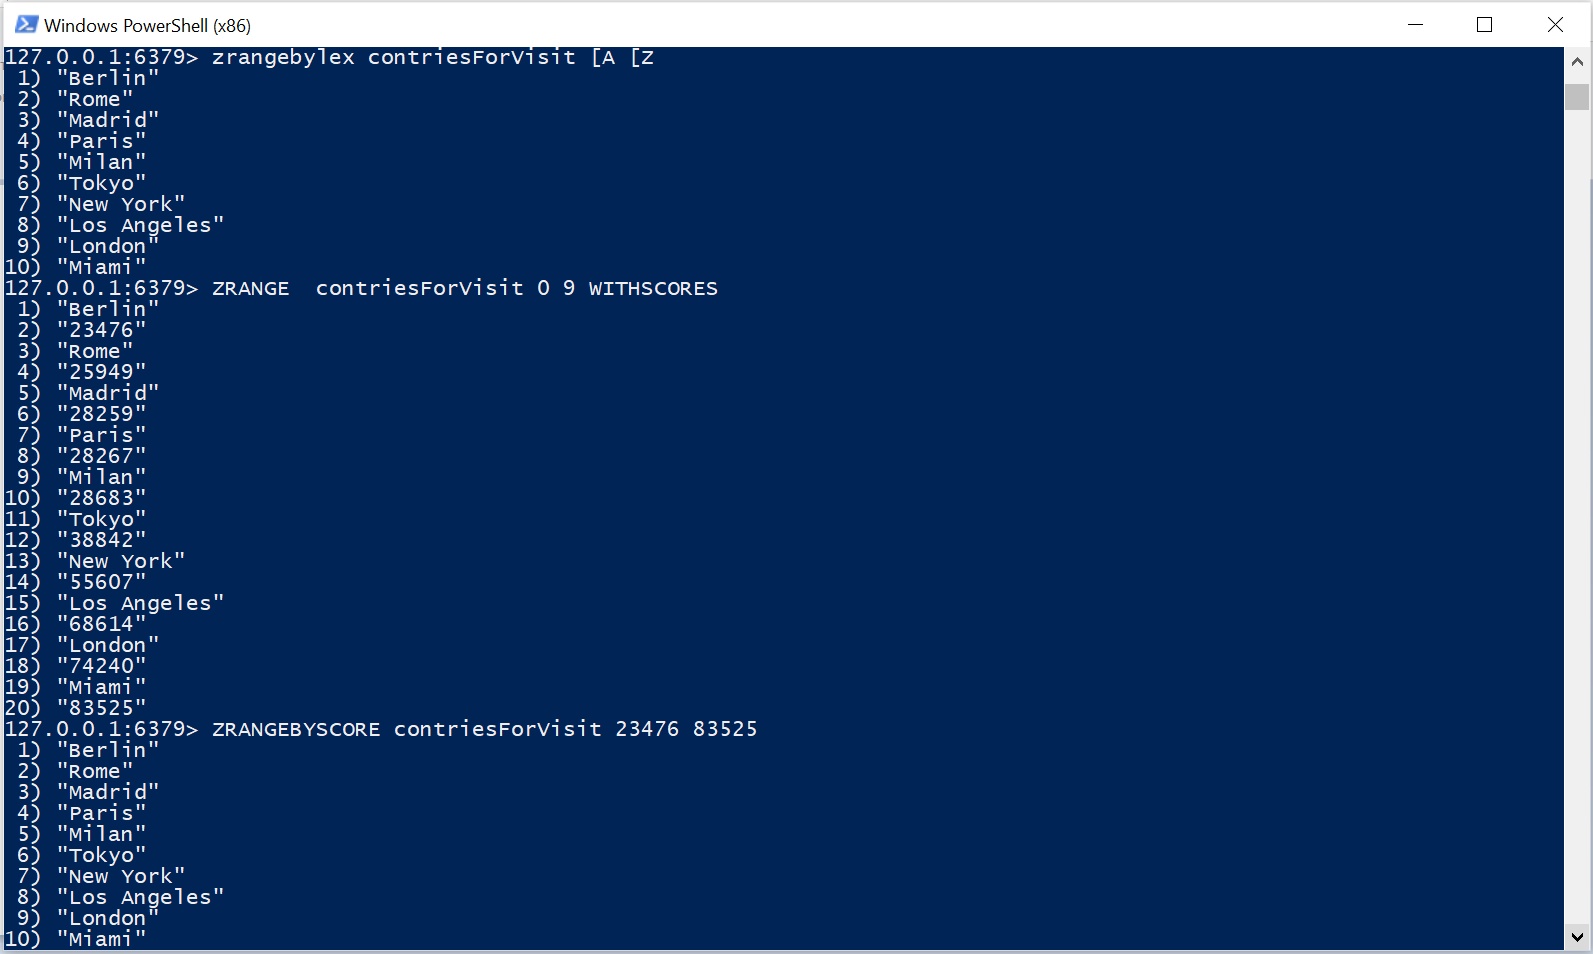 Windows PowerShell (x86)
127.0.0.1:6379> zrangebylex contriesForVisit [A [Z
 1) "Berlin"
 2) "Rome"
 3) "Madrid"
 4) "Paris"
 5) "Milan"
 6) "Tokyo"
 7) "New York"
 8) "Los Angeles"
 9) "London"
10) "Miami"
127.0.0.1:6379> ZRANGE  contriesForVisit 0 9 WITHSCORES
 1) "Berlin"
 2) "23476"
 3) "Rome"
 4) "25949"
 5) "Madrid"
 6) "28259"
 7) "Paris"
 8) "28267"
 9) "Milan"
10) "28683"
11) "Tokyo"
12) "38842"
13) "New York"
14) "55607"
15) "Los Angeles"
16) "68614"
17) "London"
18) "74240"
19) "Miami"
20) "83525"
127.0.0.1:6379> ZRANGEBYSCORE contriesForVisit 23476 83525
 1) "Berlin"
 2) "Rome"
 3) "Madrid"
 4) "Paris"
 5) "Milan"
 6) "Tokyo"
 7) "New York"
 8) "Los Angeles"
 9) "London"
10) "Miami"